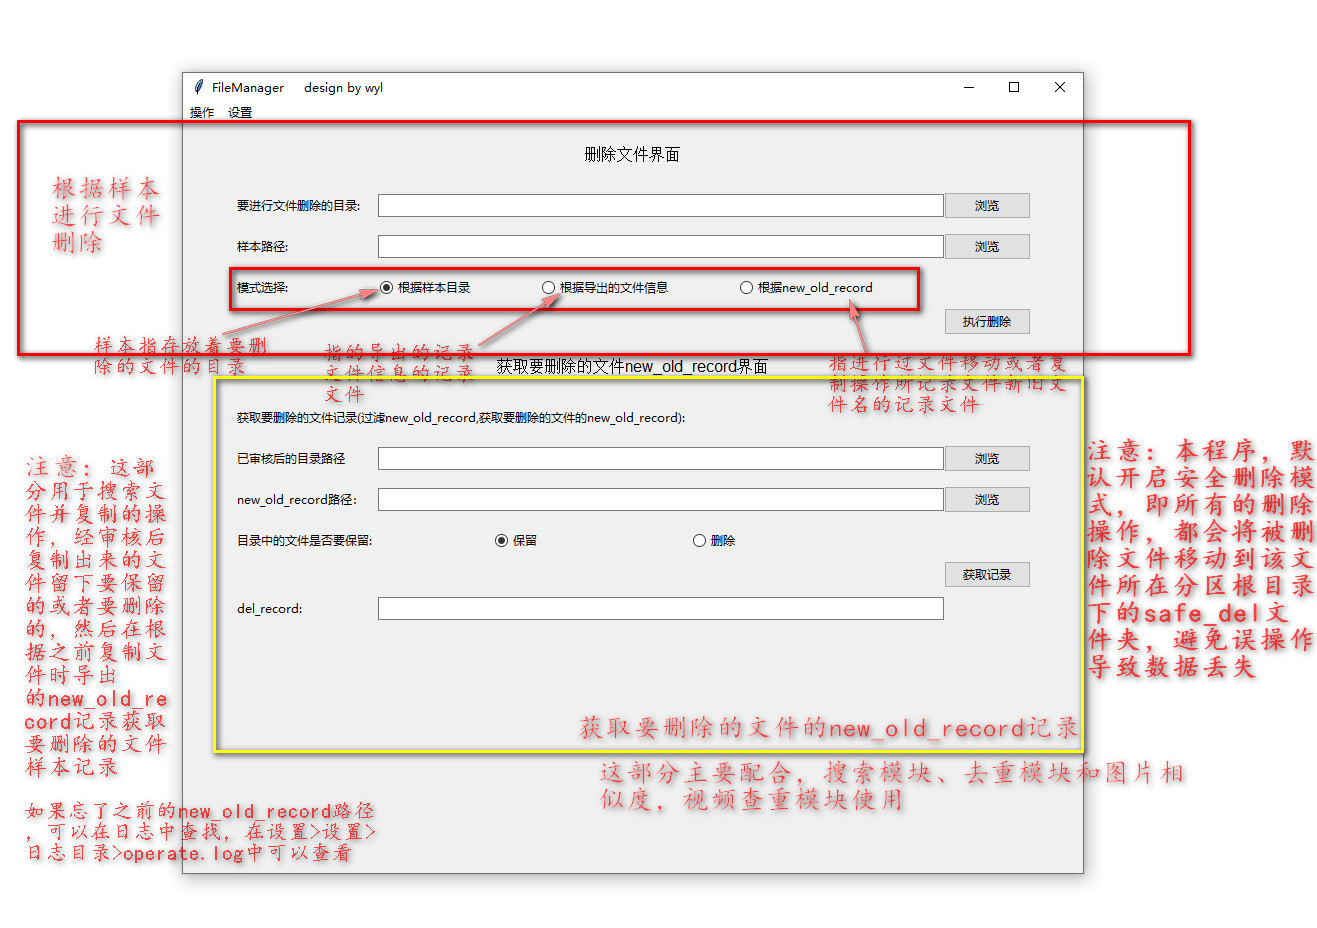 FileManager design by wyl
操作 设置
删除文件界面
根据样本
进行文件
删除
要进行文件删除的目录:
浏览
样本路径:
浏览
模式选择:
根据样本目录
根据导出的文件信息
根据new_old_record
执行删除
样本指存放着要删
除的文件的目录
指的导出的记录
文件信息的记录
文件
指进行过文件移动或者复
制操作所记录文件新旧文
件名的记录文件
获取要删除的文件new_old_record界面
获取要删除的文件记录(过滤new_old_record,获取要删除的文件的new_old_record):
已审核后的目录路径
浏览
new_old_record路径:
浏览
目录中的文件是否要保留:
保留
删除
获取记录
del_record:
注意：这部
分用于搜索文
件并复制的操
作，经审核后
复制出来的文
件留下要保留
的或者要删除
的，然后在根
据之前复制文
件时导出
的new_old_re
cord记录获取
要删除的文件
样本记录
如果忘了之前的new_old_record路径
，可以在日志中查找，在设置>设置>
日志目录>operate.log中可以查看
注意：本程序，默
认开启安全删除模
式，即所有的删除
操作，都会将被删
除文件移动到该文
件所在分区根目录
下的safe_del文
件夹，避免误操作
导致数据丢失
获取要删除的文件的new_old_record记录
这部分主要配合，搜索模块、去重模块和图片相
似度，视频查重模块使用